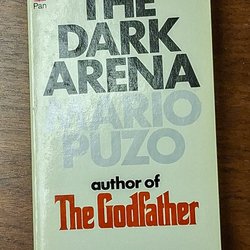 Pan
THE
DARK
ARENA
MARIO
PUZO
author of
The Godfather